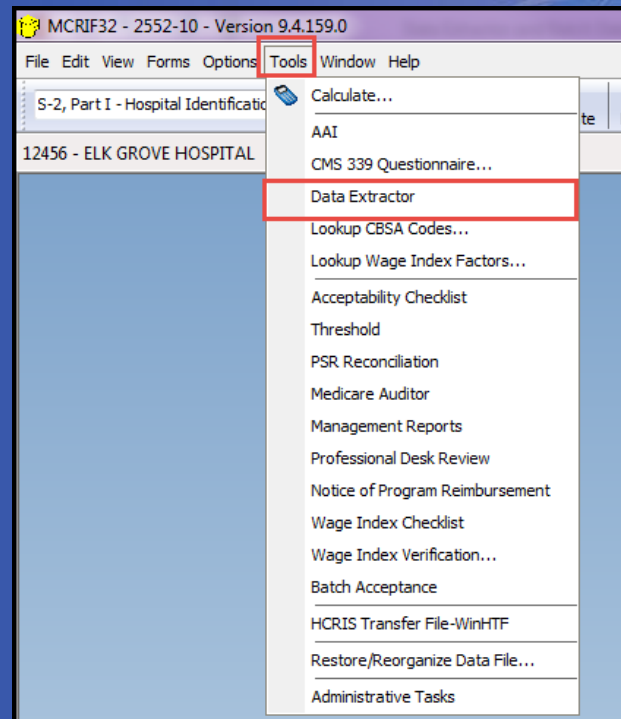 MCRIF32 - 2552-10 - Version 9.4.159.0
File Edit View Forms Options Tools Window Help
S-2, Part I - Hospital
12456 - ELK GROVE HOSPITAL
Calculate...
AAI
CMS 339 Questionnaire...
Data Extractor
Lookup CBSA Codes...
Lookup Wage Index Factors...
Acceptability Checklist
Threshold
PSR Reconciliation
Medicare Auditor
Management Reports
Professional Desk Review
Notice of Program Reimbursement
Wage Index Checklist
Wage Index Verification...
Batch Acceptance
HCRIS Transfer File-WinHTF
Restore/Reorganize Data File...
Administrative Tasks